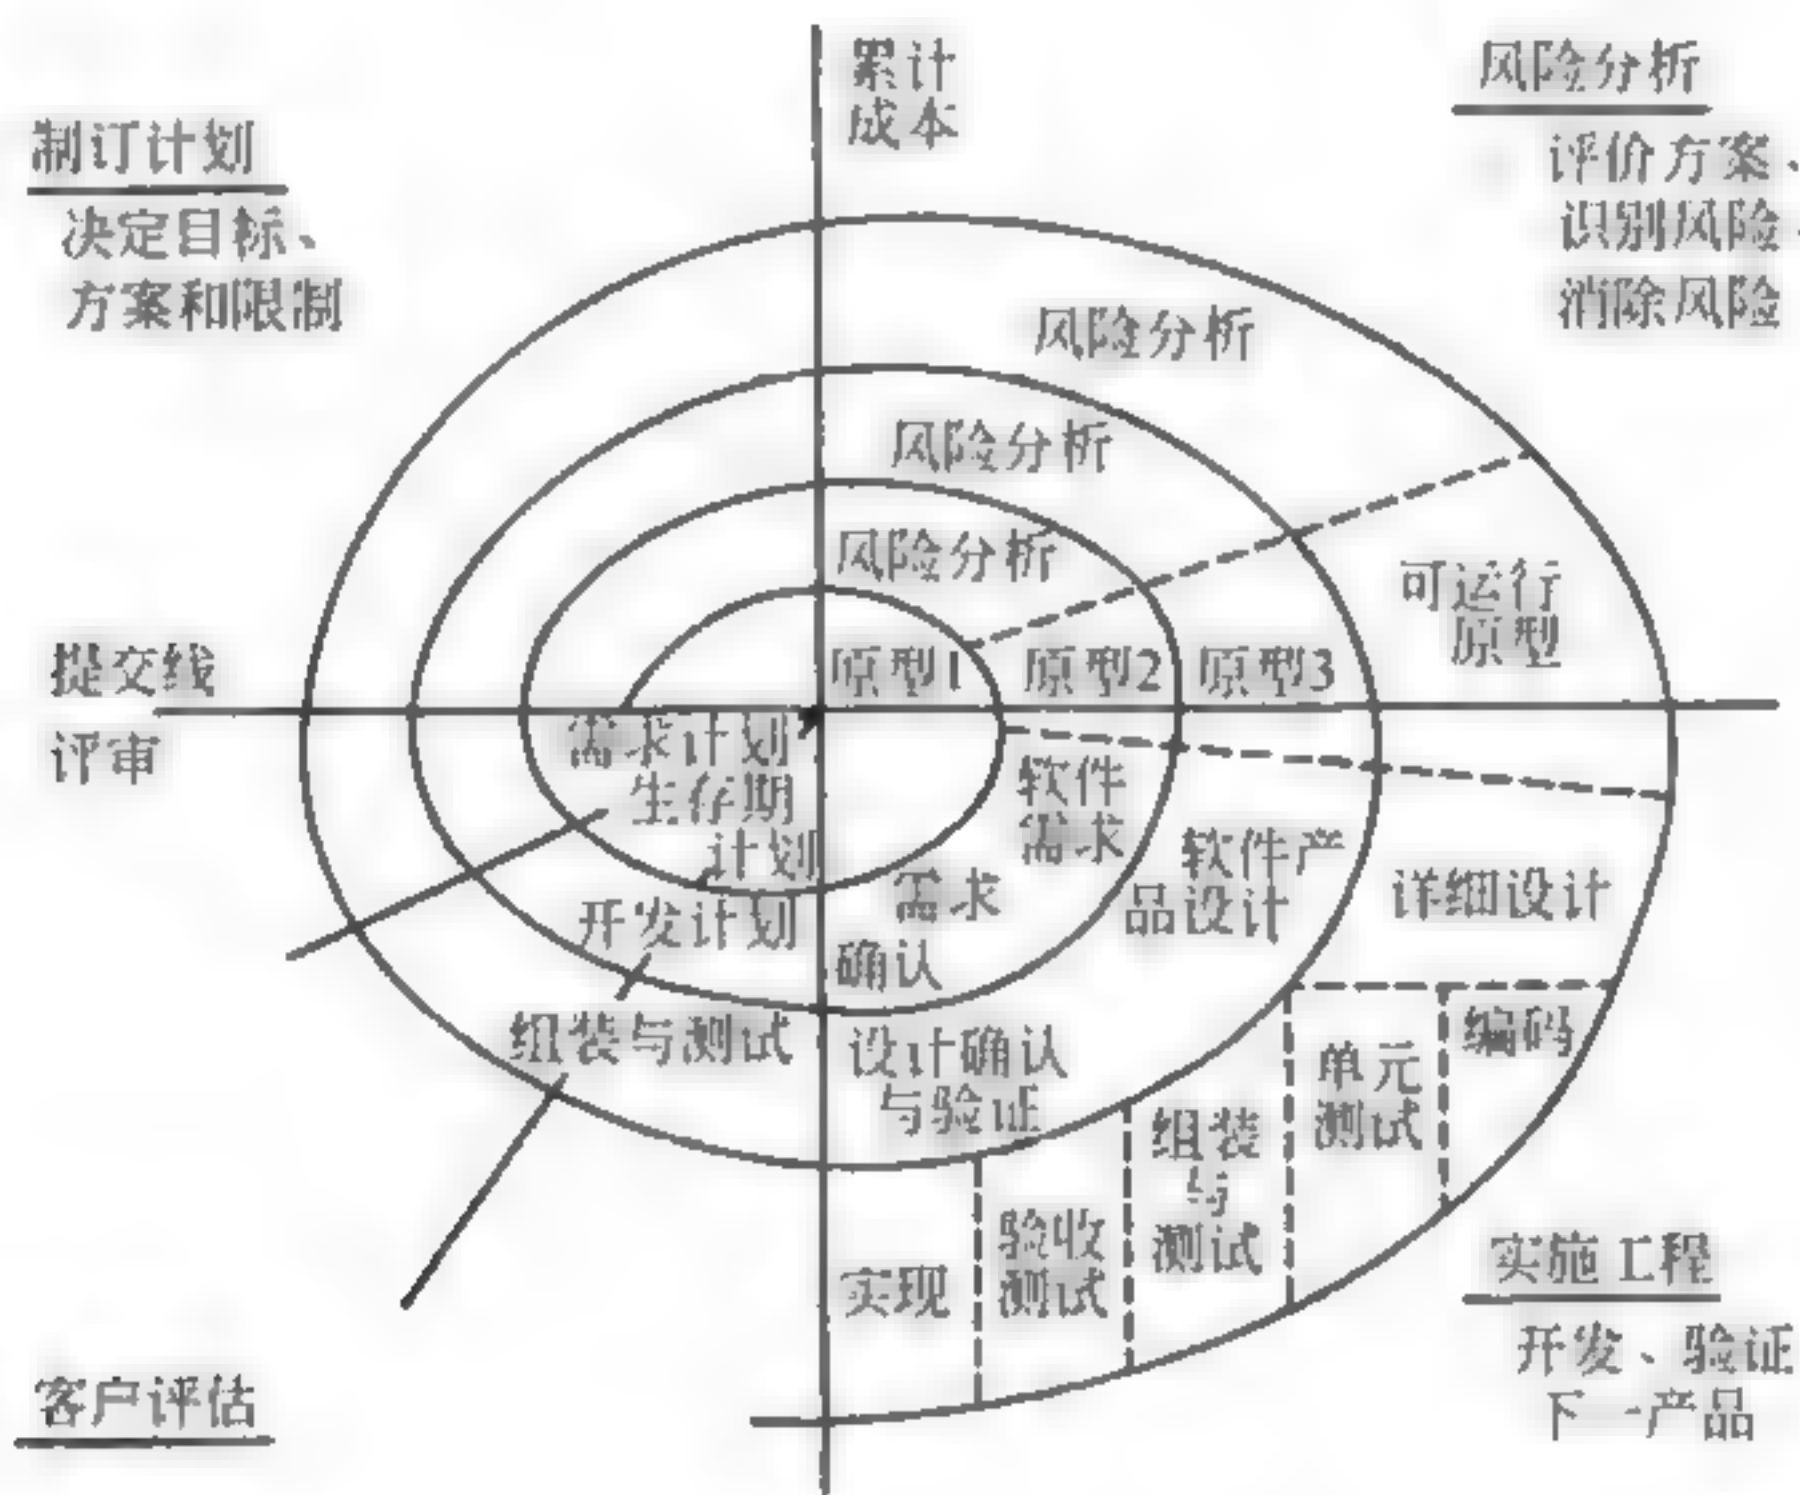 累计
成本
风险分析
制订计划
评价方案、
决定目标、
识别风险、
方案和限制
消除风险
风险分析
风险分析
风险分析
可运行
原型
提交线
原型1
原型2
原型3
评审
需求计划
生存期
计划
软件
需求
需求
确认
软件产
品设计
详细设计
开发计划
组装与测试
设计确认
与验证
编码
单元
测试
组装
与
测试
验收
测试
实现
实施工程
开发、验证
下一产品
客户评估